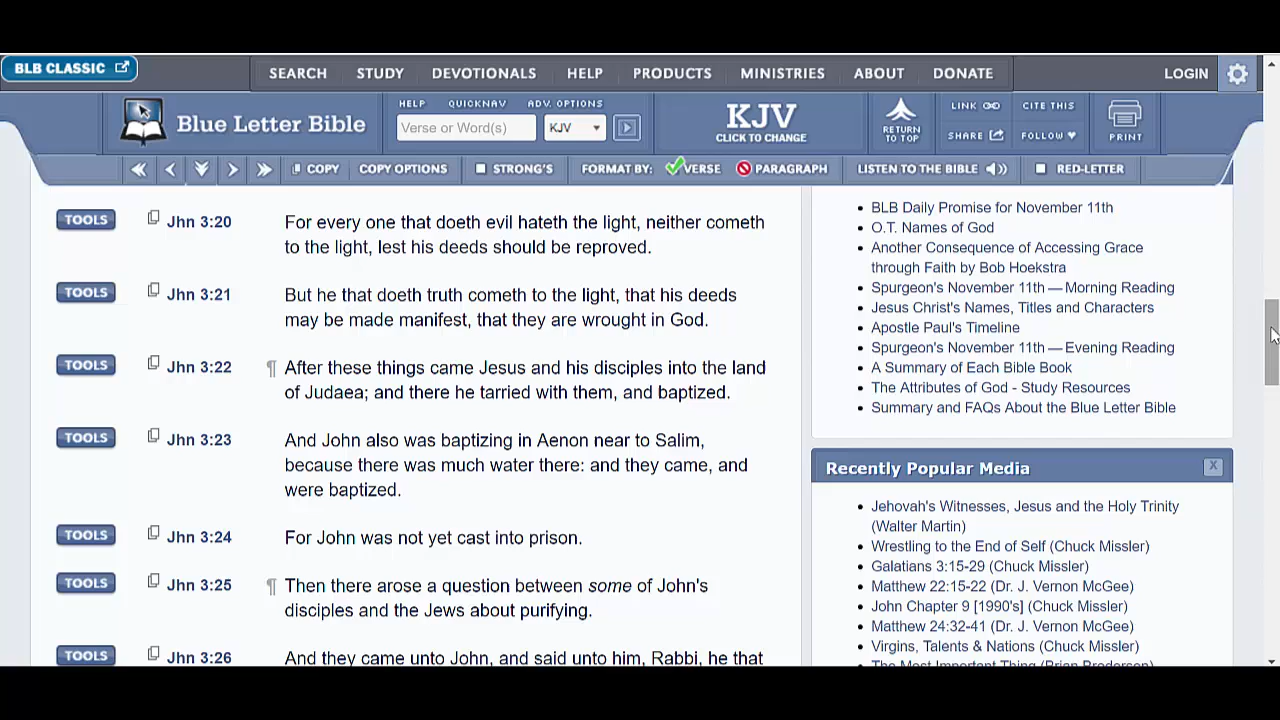 BLB CLASSIC
SEARCH STUDY DEVOTIONALS HELP PRODUCTS MINISTRIES ABOUT DONATE LOGIN
Blue Letter Bible
HELP QUICKNAV ADV. OPTIONS
Verse or Word(s) KJV
KJV
CLICK TO CHANGE
RETURN
TO TOP
LINK CITE THIS
SHARE FOLLOW
PRINT
COPY COPY OPTIONS STRONG'S FORMAT BY: VERSE PARAGRAPH LISTEN TO THE BIBLE RED-LETTER
TOOLS Jhn 3:20 For every one that doeth evil hateth the light, neither cometh
to the light, lest his deeds should be reproved.
TOOLS Jhn 3:21 But he that doeth truth cometh to the light, that his deeds
may be made manifest, that they are wrought in God.
TOOLS Jhn 3:22 ¶ After these things came Jesus and his disciples into the land
of Judaea; and there he tarried with them, and baptized.
TOOLS Jhn 3:23 And John also was baptizing in Aenon near to Salim,
because there was much water there: and they came, and
were baptized.
TOOLS Jhn 3:24 For John was not yet cast into prison.
TOOLS Jhn 3:25 ¶ Then there arose a question between some of John's
disciples and the Jews about purifying.
TOOLS Jhn 3:26 And they came unto John, and said unto him, Rabbi, he that
BLB Daily Promise for November 11th
O.T. Names of God
Another Consequence of Accessing Grace
through Faith by Bob Hoekstra
Spurgeon's November 11th — Morning Reading
Jesus Christ's Names, Titles and Characters
Apostle Paul's Timeline
Spurgeon's November 11th — Evening Reading
A Summary of Each Bible Book
The Attributes of God - Study Resources
Summary and FAQs About the Blue Letter Bible
Recently Popular Media X
Jehovah's Witnesses, Jesus and the Holy Trinity
(Walter Martin)
Wrestling to the End of Self (Chuck Missler)
Galatians 3:15-29 (Chuck Missler)
Matthew 22:15-22 (Dr. J. Vernon McGee)
John Chapter 9 [1990's] (Chuck Missler)
Matthew 24:32-41 (Dr. J. Vernon McGee)
Virgins, Talents & Nations (Chuck Missler)
The Most Important Thing (Brian Brodersen)